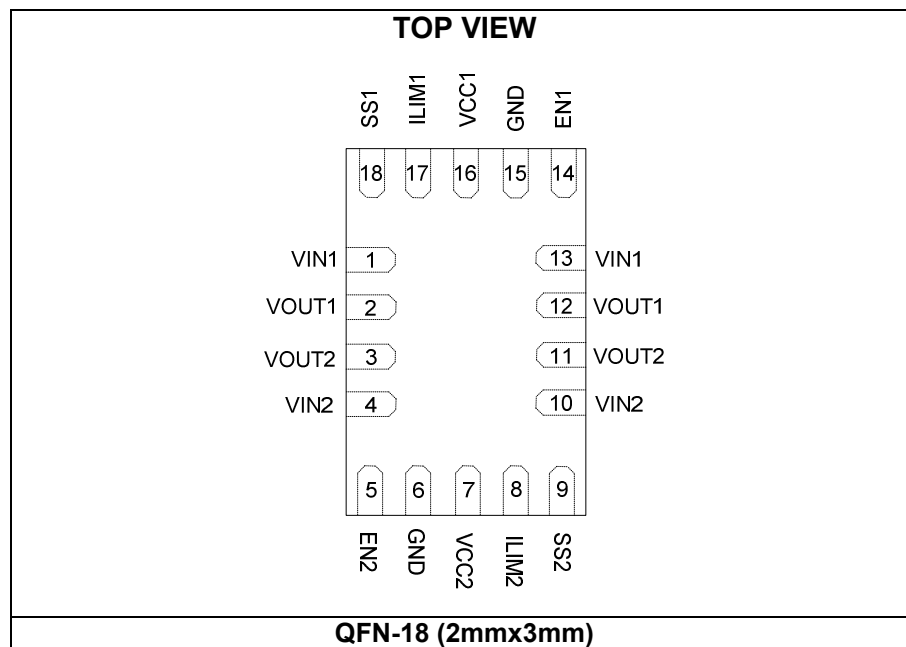 TOP VIEW
SS1 ILIM1 VCC1 GND EN1
18 17 16 15 14
VIN1 1 13 VIN1
VOUT1 2 12 VOUT1
VOUT2 3 11 VOUT2
VIN2 4 10 VIN2
5 6 7 8 9
EN2 GND VCC2 ILIM2 SS2
QFN-18 (2mmx3mm)